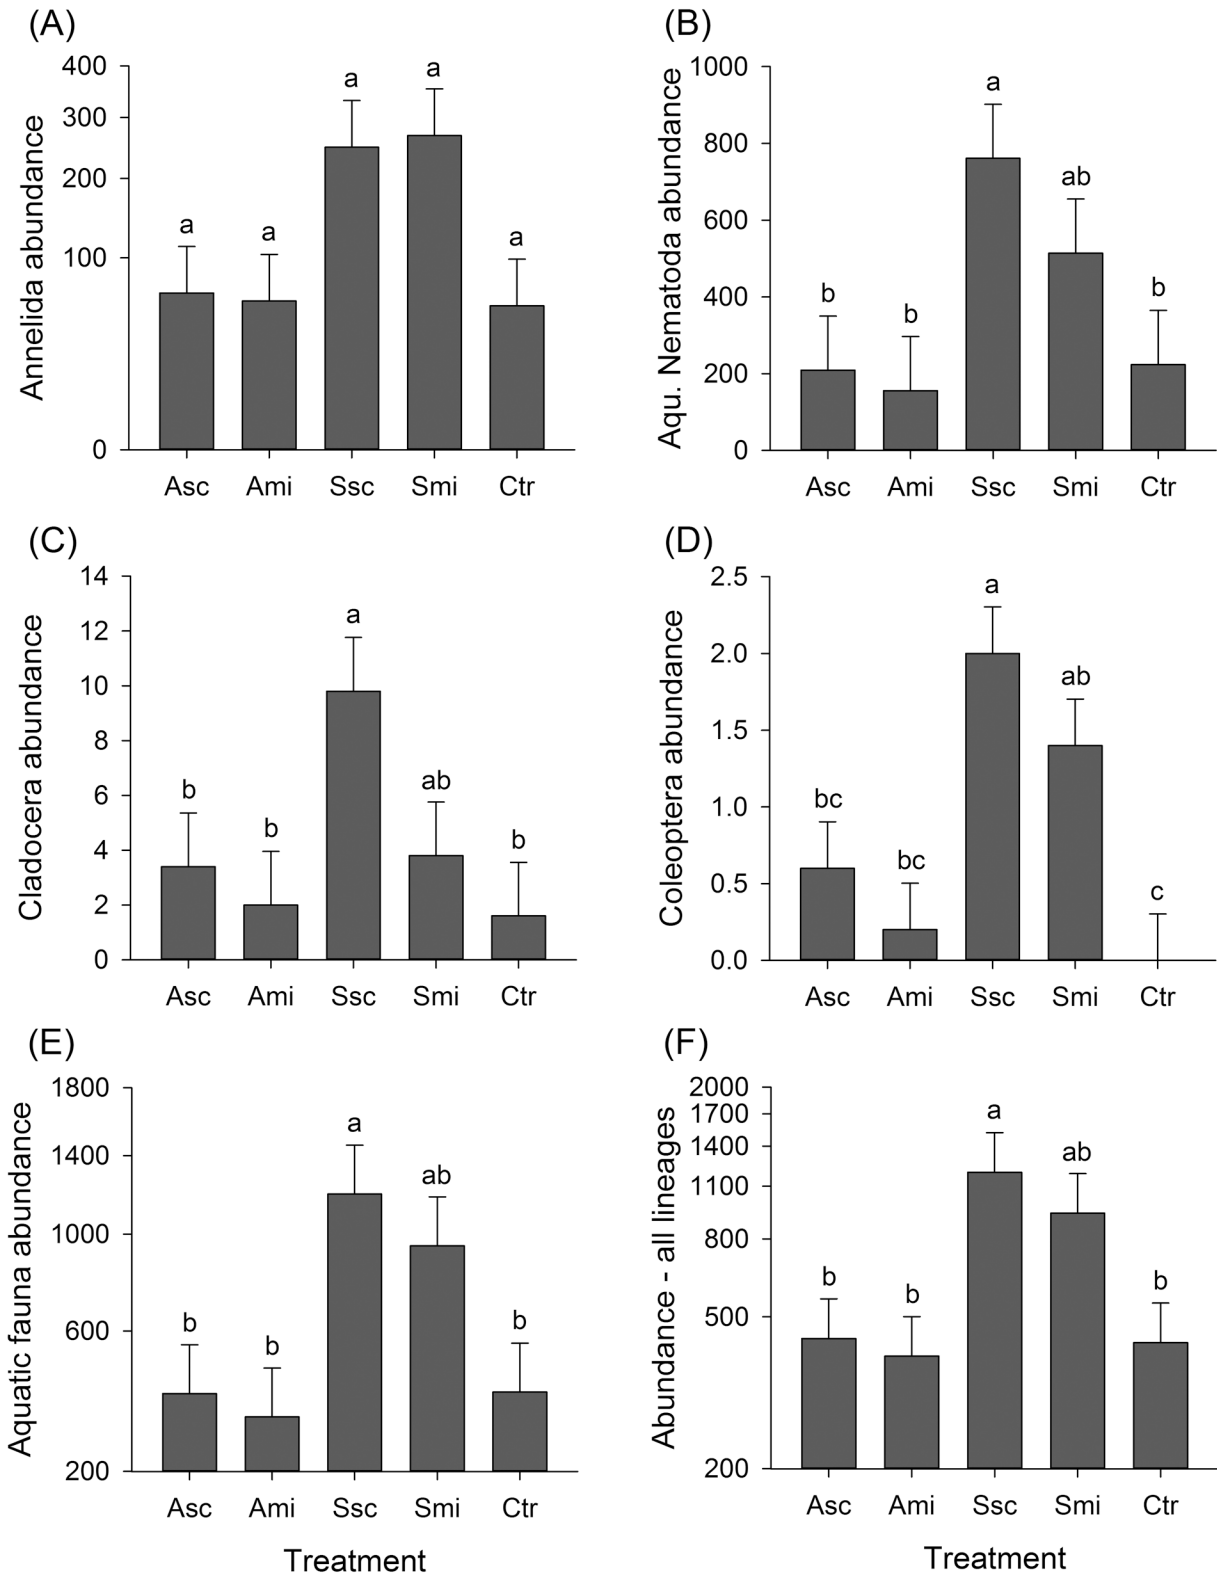 (A)
Annelida abundance
400
300
200
100
0
a
a
a
a
a
Asc Ami Ssc Smi Ctr
(B)
Aqu. Nematoda abundance
1000
800
600
400
200
0
b
b
a
ab
b
Asc Ami Ssc Smi Ctr
(C)
Cladocera abundance
14
12
10
8
6
4
2
0
b
b
a
ab
b
Asc Ami Ssc Smi Ctr
(D)
Coleoptera abundance
2.5
2.0
1.5
1.0
0.5
0.0
bc
bc
a
ab
c
Asc Ami Ssc Smi Ctr
(E)
Aquatic fauna abundance
1800
1400
1000
600
200
b
b
a
ab
b
Asc Ami Ssc Smi Ctr
Treatment
(F)
Abundance - all lineages
2000
1700
1400
1100
800
500
200
b
b
a
ab
b
Asc Ami Ssc Smi Ctr
Treatment